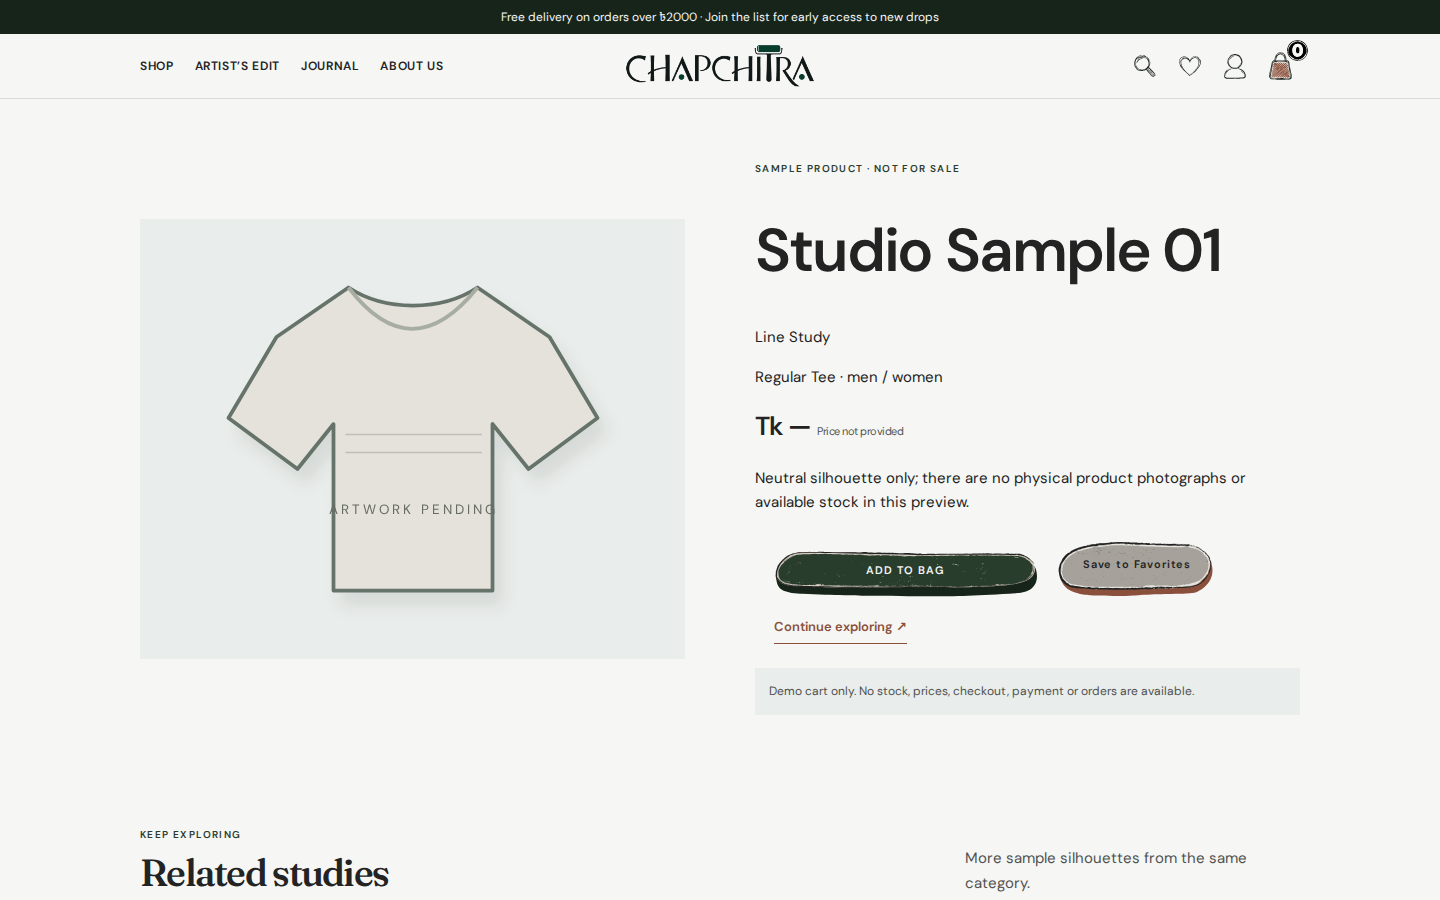 Free delivery on orders over ৳2000 · Join the list for early access to new drops
SHOP ARTIST’S EDIT JOURNAL ABOUT US
CHAPCHITRA
0
SAMPLE PRODUCT · NOT FOR SALE
Studio Sample 01
Line Study
Regular Tee · men / women
Tk — Price not provided
Neutral silhouette only; there are no physical product photographs or
available stock in this preview.
ARTWORK PENDING
ADD TO BAG
Save to Favorites
Continue exploring ↗
Demo cart only. No stock, prices, checkout, payment or orders are available.
KEEP EXPLORING
Related studies
More sample silhouettes from the same
category.